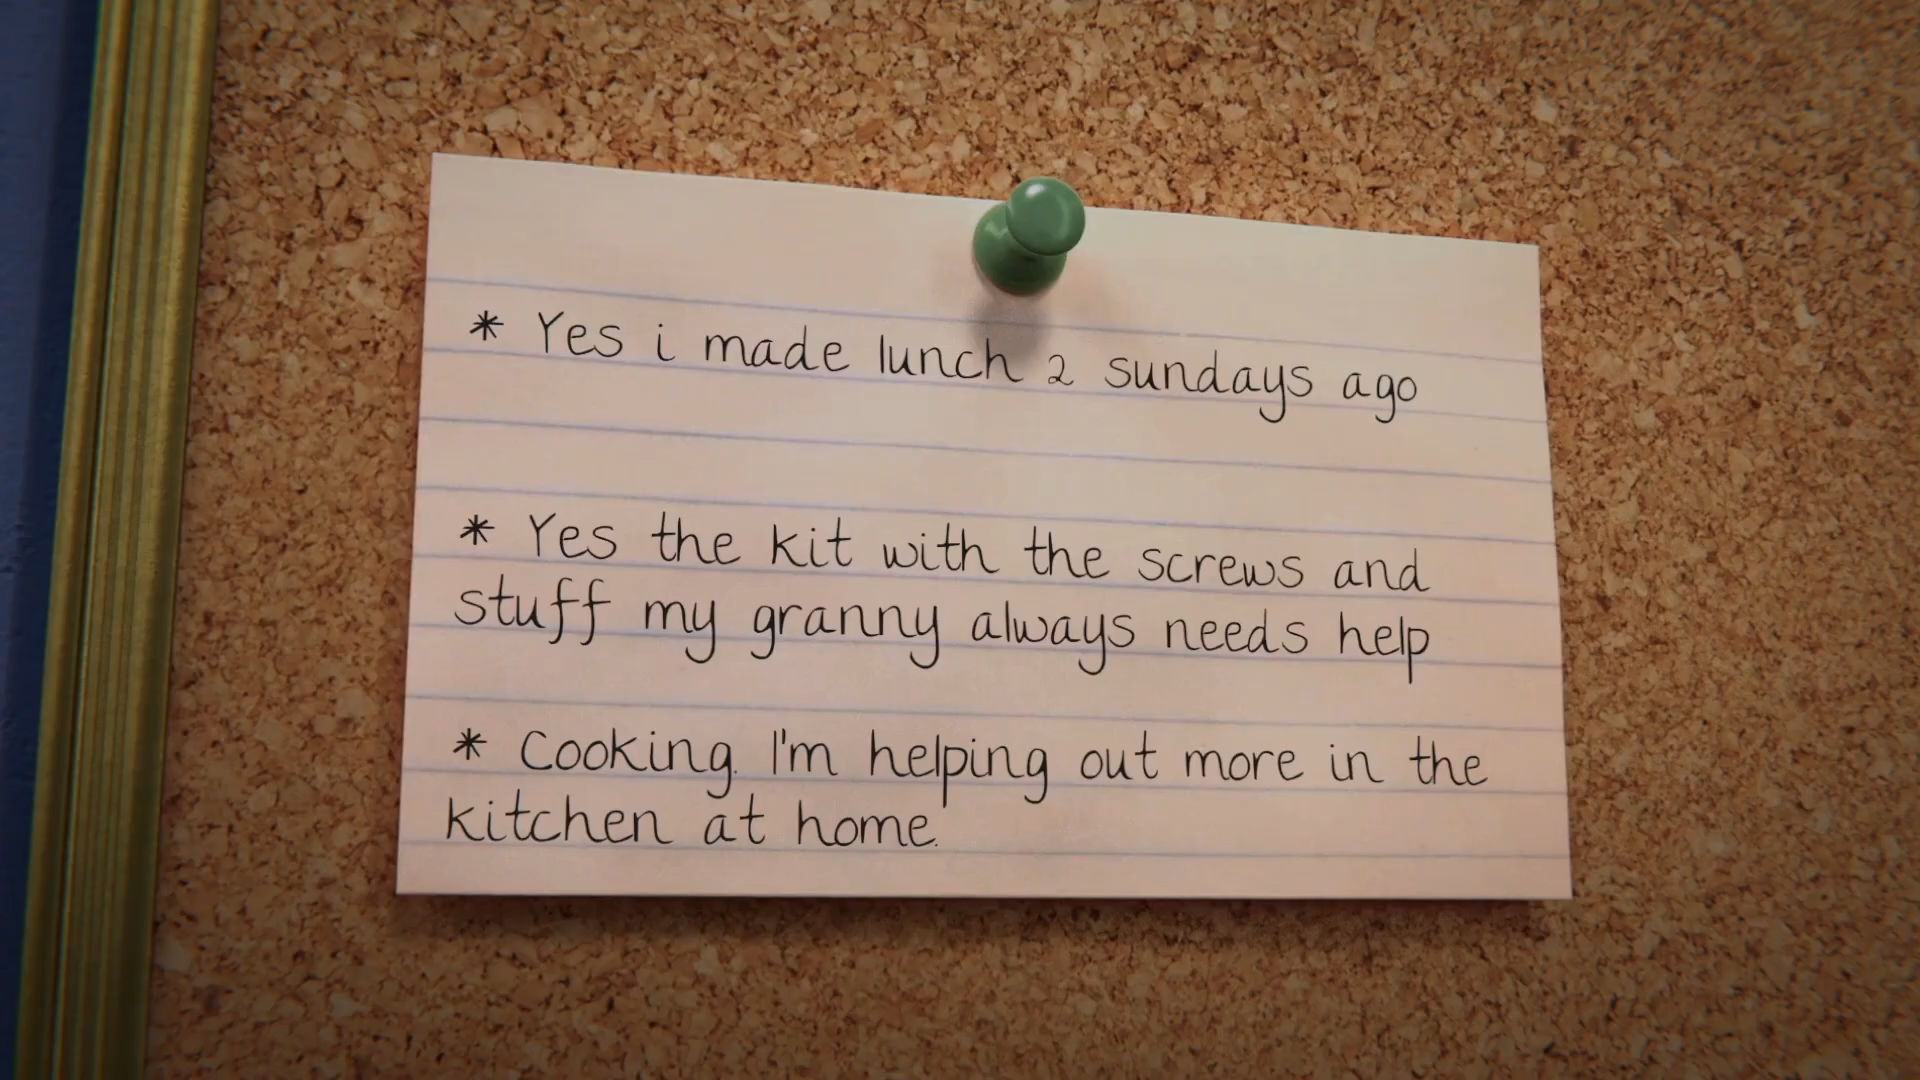 * Yes i made lunch 2 sundays ago
* Yes the kit with the screws and
stuff my granny always needs help
* Cooking. I'm helping out more in the
kitchen at home.